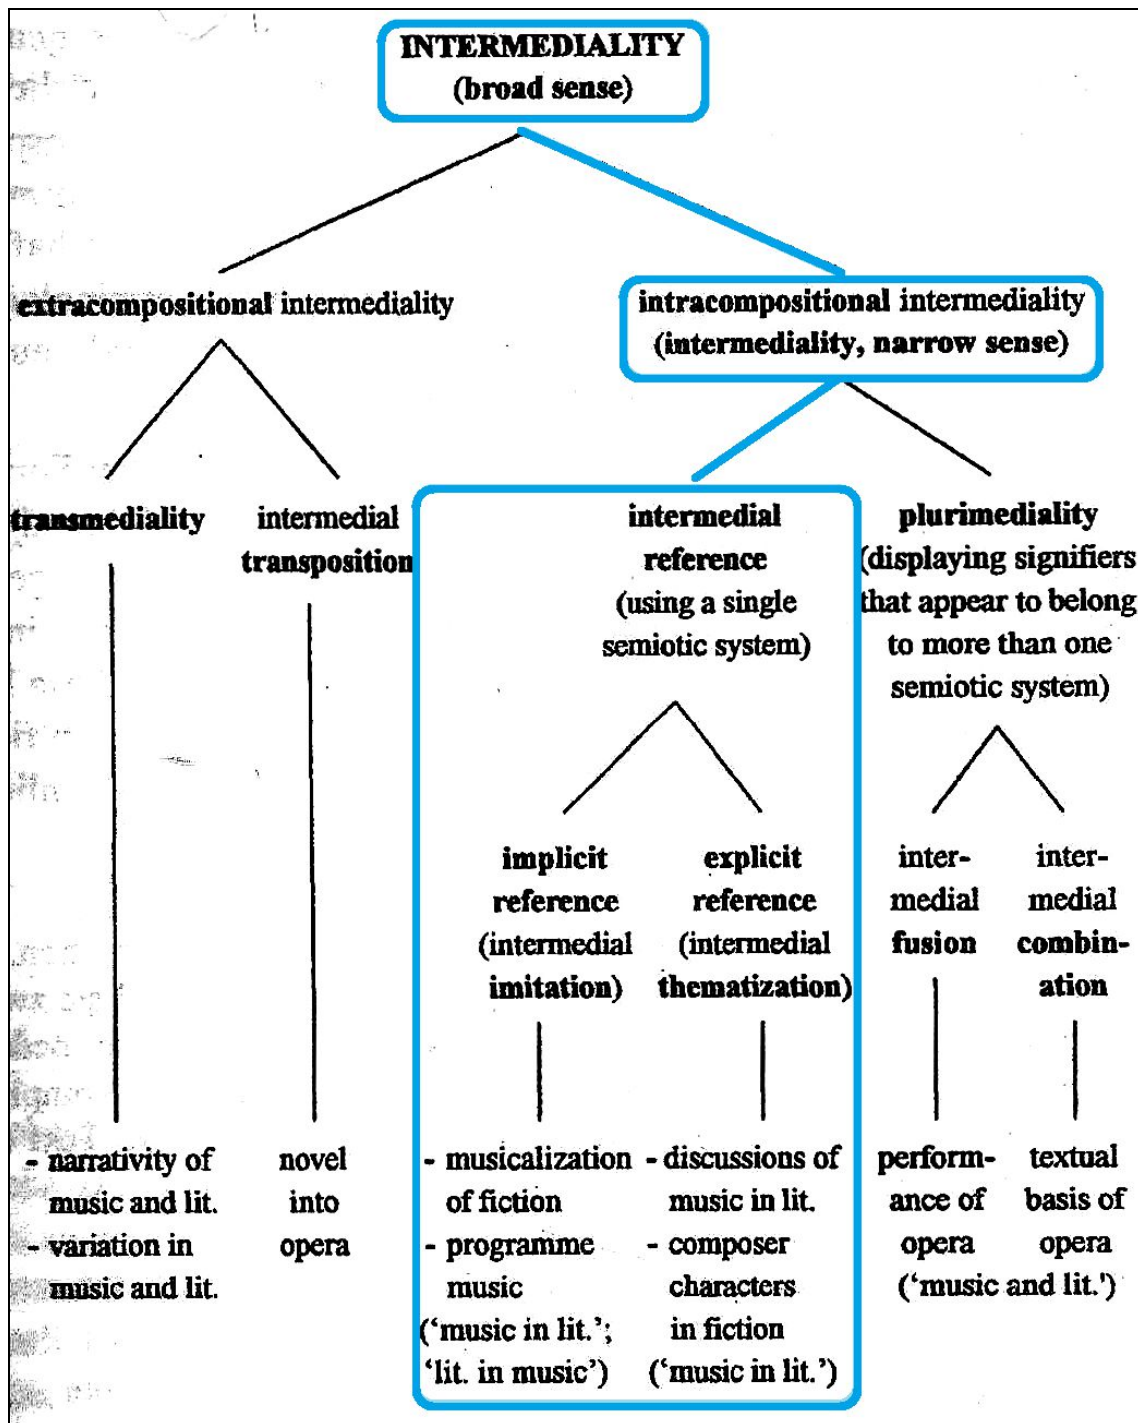 INTERMEDIALITY
(broad sense)
extracompositional intermediality
intracompositional intermediality
(intermediality, narrow sense)
transmediality
intermedial
transposition
intermedial
reference
(using a single
semiotic system)
plurimediality
(displaying signifiers
that appear to belong
to more than one
semiotic system)
implicit
reference
(intermedial
imitation)
explicit
reference
(intermedial
thematization)
inter-
medial
fusion
inter-
medial
combin-
ation
- narrativity of
music and lit.
- variation in
music and lit.
novel
into
opera
- musicalization
of fiction
- programme
music
('music in lit.';
'lit. in music')
- discussions of
music in lit.
- composer
characters
in fiction
('music in lit.')
perform-
ance of
opera
textual
basis of
opera
('music and lit.')